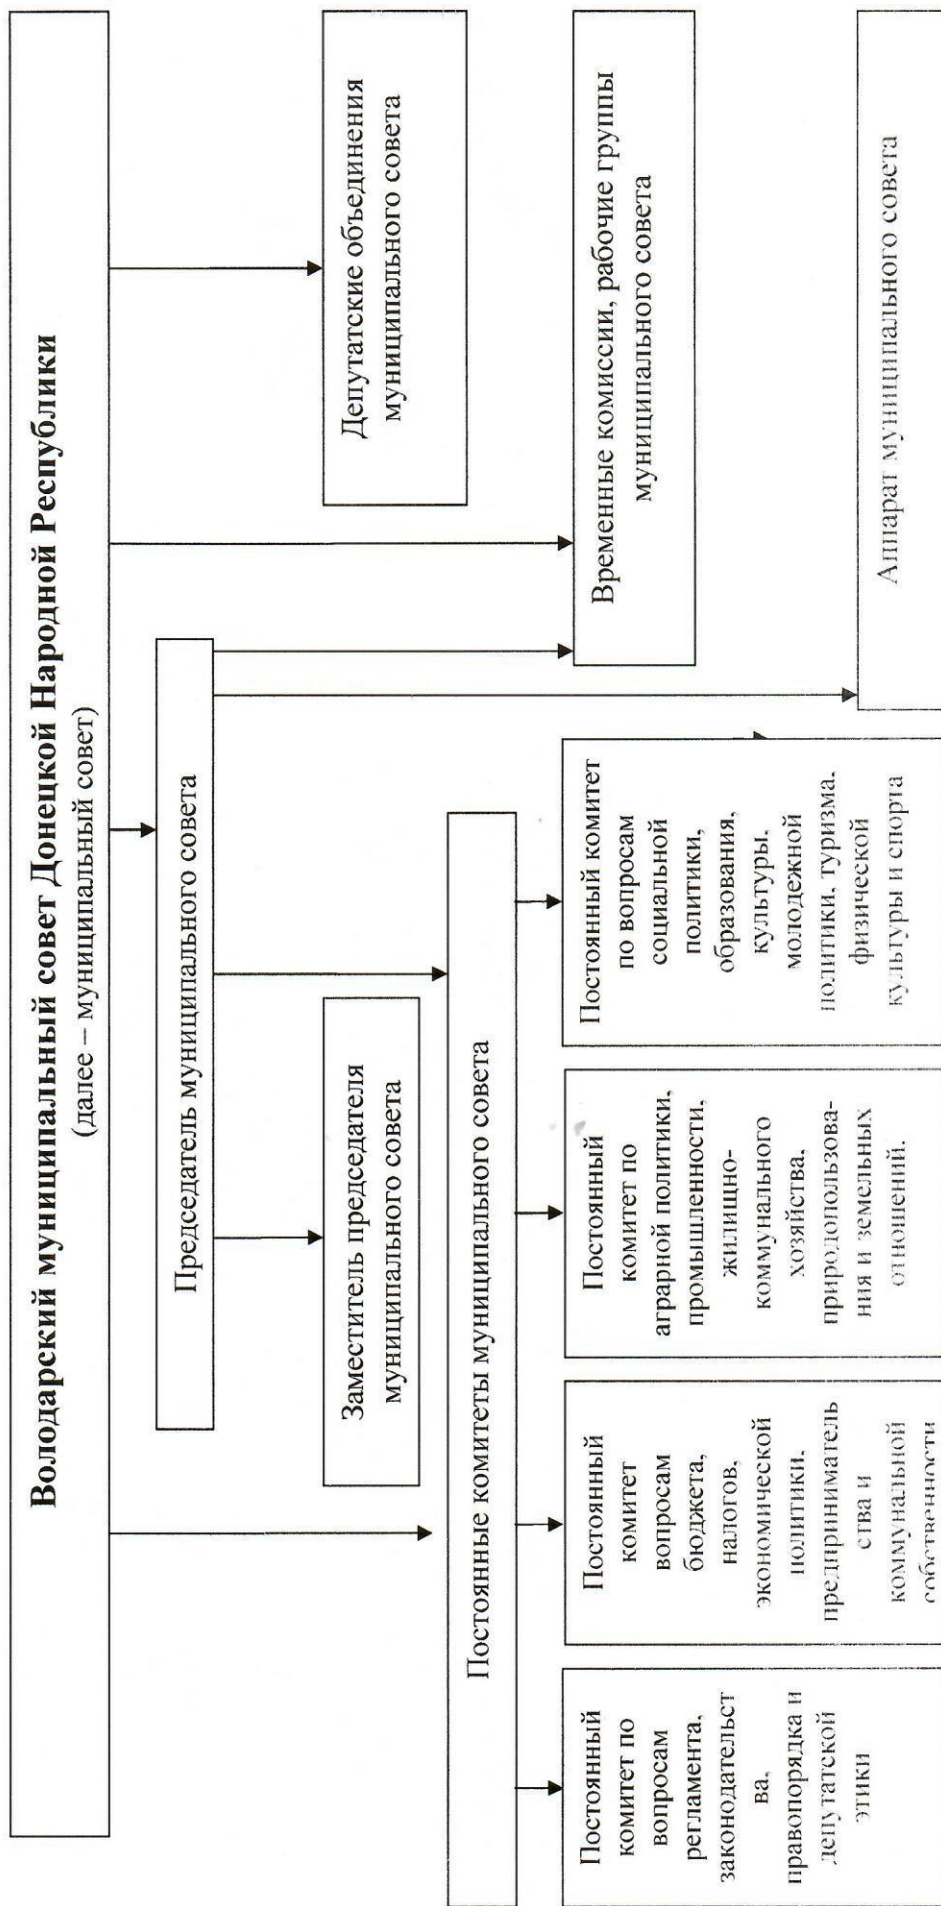 Володарский муниципальный совет Донецкой Народной Республики
(далее – муниципальный совет)
Председатель муниципального совета
Заместитель председателя
муниципального совета
Депутатские объединения
муниципального совета
Постоянные комитеты муниципального совета
Временные комиссии, рабочие группы
муниципального совета
Постоянный
комитет по
вопросам
регламента,
законодательст
ва,
правопорядка и
депутатской
этики
Постоянный
комитет
вопросам
бюджета,
налогов,
экономической
политики,
предприниматель
ства и
коммунальной
собственности
Постоянный
комитет по
аграрной политики,
промышленности,
жилищно-
коммунального
хозяйства,
природопользова-
ния и земельных
отношений.
Постоянный комитет
по вопросам
социальной
политики,
образования,
культуры,
молодежной
политики, туризма,
физической
культуры и спорта
Аппарат муниципального совета